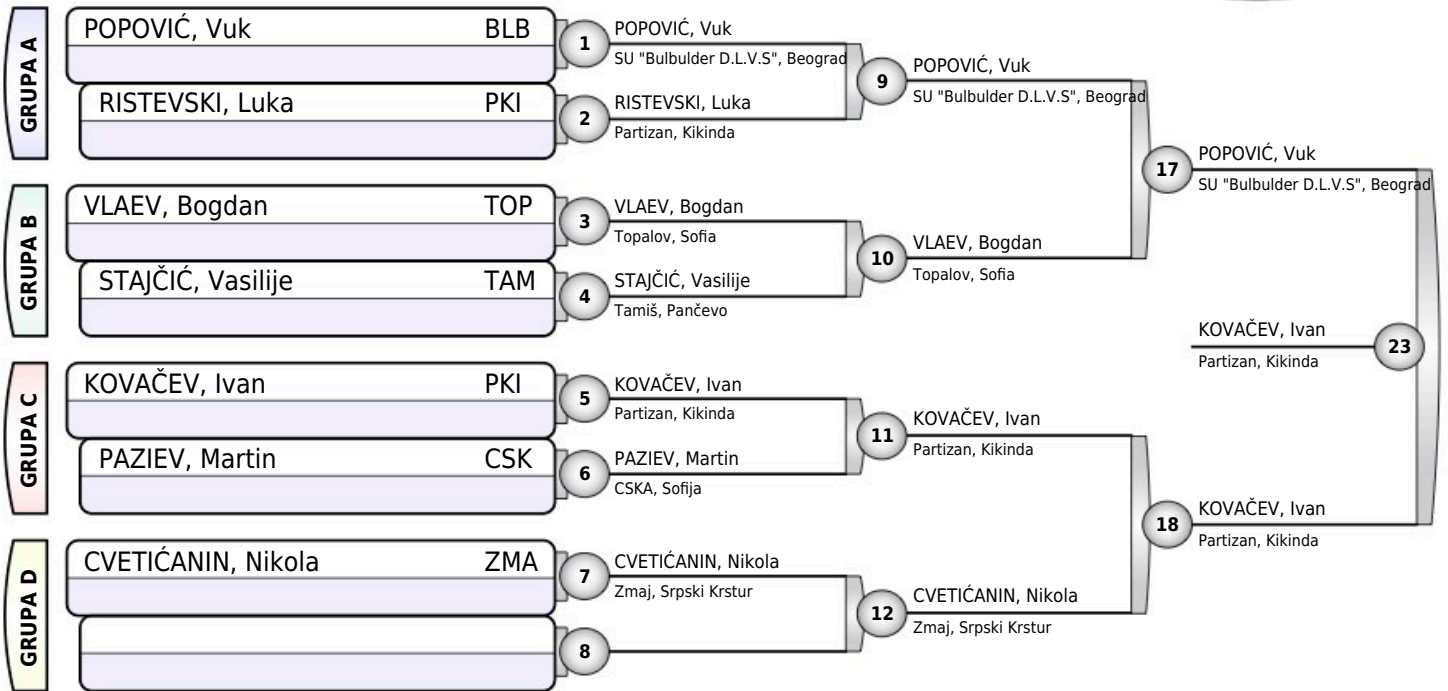 GRUPA A
POPOVIĆ, Vuk BLB
RISTEVSKI, Luka PKI
1
POPOVIĆ, Vuk
SU "Bulbulder D.L.V.S", Beograd
2
RISTEVSKI, Luka
Partizan, Kikinda
9
POPOVIĆ, Vuk
SU "Bulbulder D.L.V.S", Beograd
GRUPA B
VLAEV, Bogdan TOP
STAJČIĆ, Vasilije TAM
3
VLAEV, Bogdan
Topalov, Sofia
4
STAJČIĆ, Vasilije
Tamiš, Pančevo
10
VLAEV, Bogdan
Topalov, Sofia
17
POPOVIĆ, Vuk
SU "Bulbulder D.L.V.S", Beograd
GRUPA C
KOVAČEV, Ivan PKI
PAZIEV, Martin CSK
5
KOVAČEV, Ivan
Partizan, Kikinda
6
PAZIEV, Martin
CSKA, Sofija
11
KOVAČEV, Ivan
Partizan, Kikinda
GRUPA D
CVETIĆANIN, Nikola ZMA
7
CVETIĆANIN, Nikola
Zmaj, Srpski Krstur
8
12
CVETIĆANIN, Nikola
Zmaj, Srpski Krstur
18
KOVAČEV, Ivan
Partizan, Kikinda
KOVAČEV, Ivan
Partizan, Kikinda
23